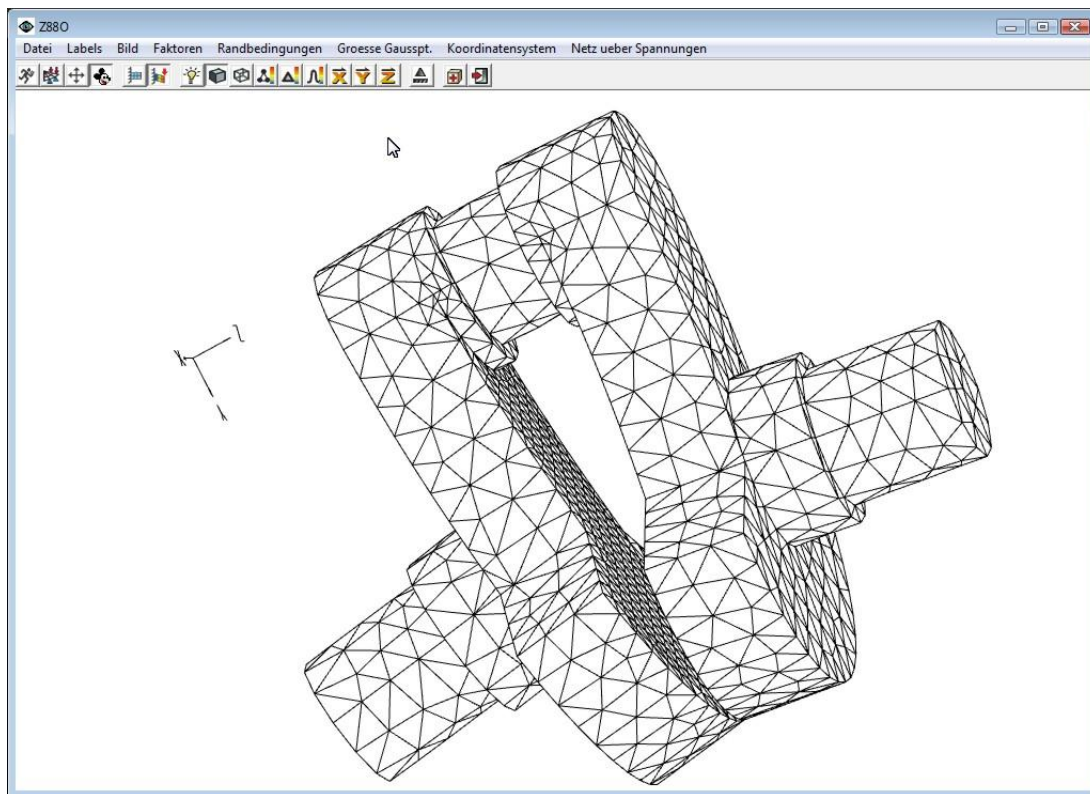 Z88O
Datei Labels Bild Faktoren Randbedingungen Groesse Gausspt. Koordinatensystem Netz ueber Spannungen
X Y Z